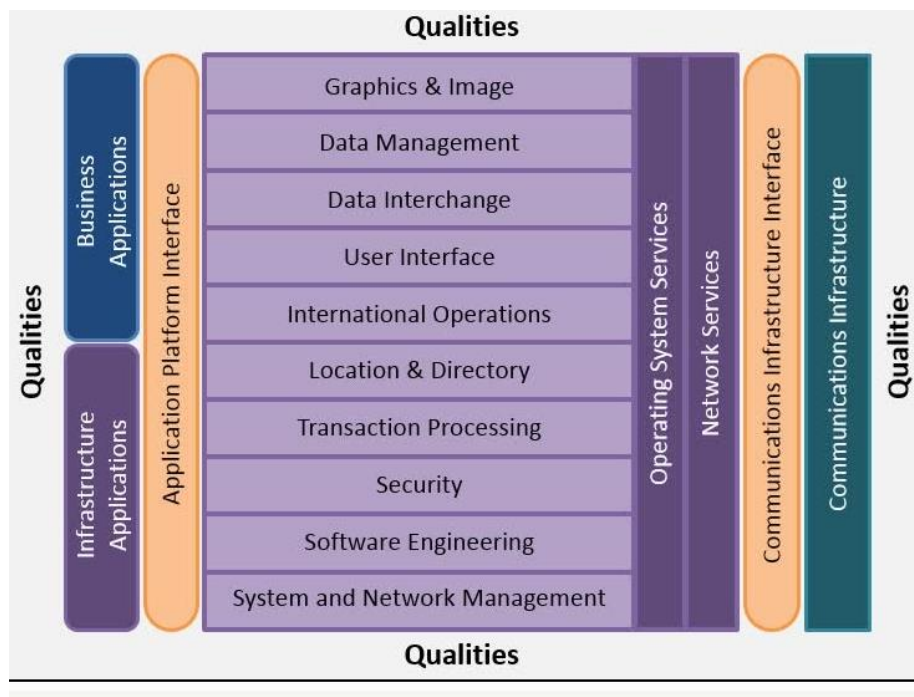 Qualities
Qualities
Business
Applications
Infrastructure
Applications
Application Platform Interface
Graphics & Image
Data Management
Data Interchange
User Interface
International Operations
Location & Directory
Transaction Processing
Security
Software Engineering
System and Network Management
Operating System Services
Network Services
Communications Infrastructure Interface
Communications Infrastructure
Qualities
Qualities